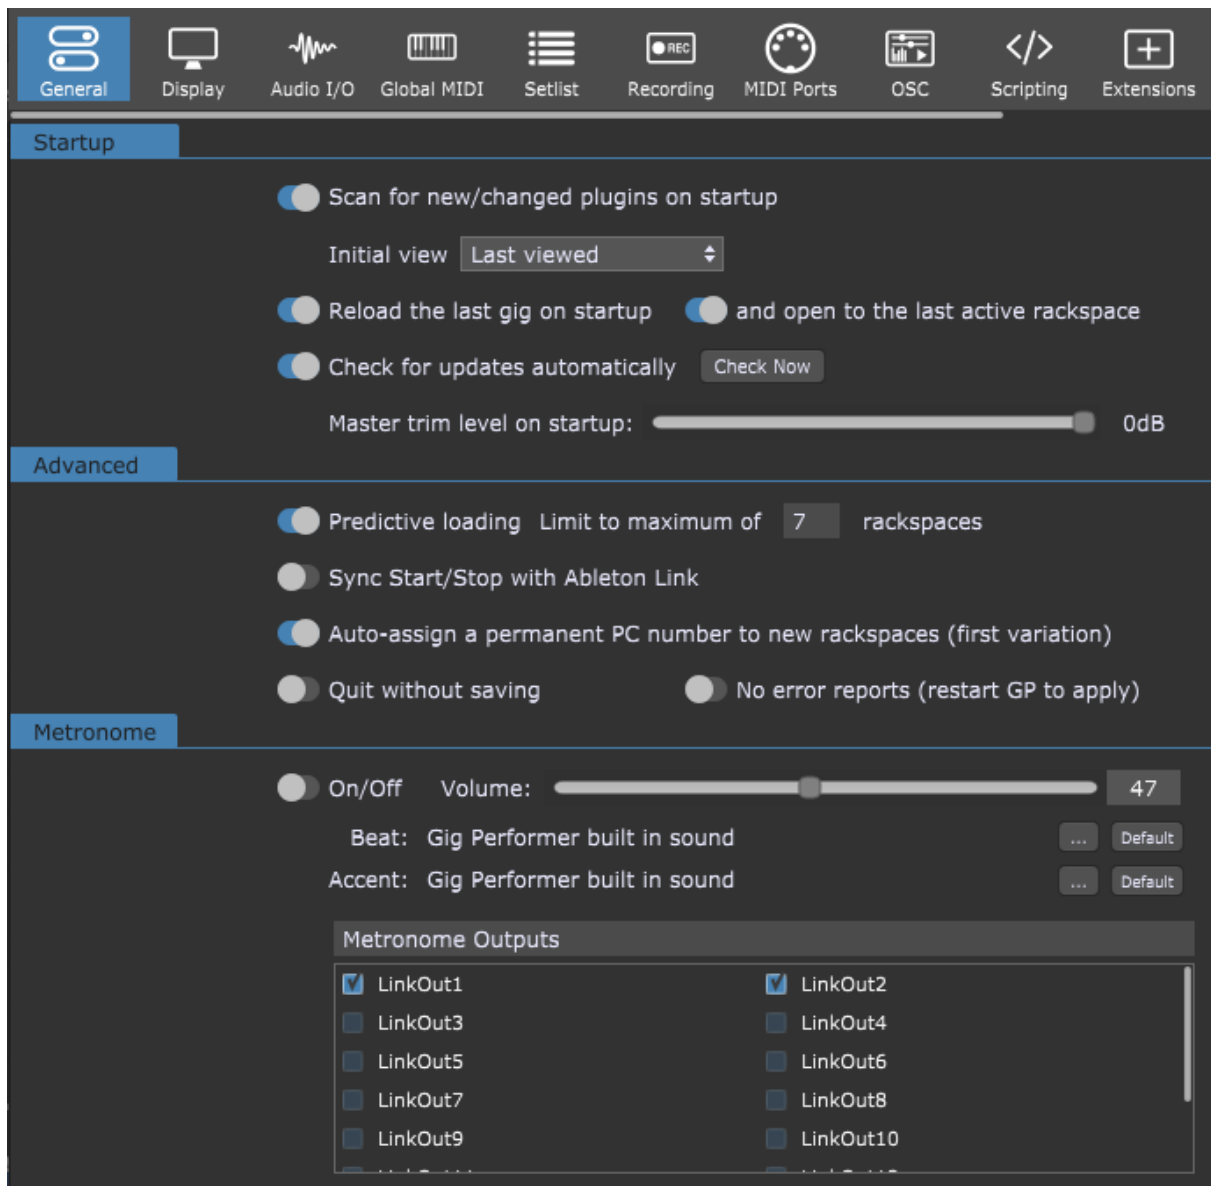 REC
General Display Audio I/O Global MIDI Setlist Recording MIDI Ports OSC Scripting Extensions
Startup
Scan for new/changed plugins on startup
Initial view Last viewed
Reload the last gig on startup and open to the last active rackspace
Check for updates automatically Check Now
Master trim level on startup: 0dB
Advanced
Predictive loading Limit to maximum of 7 rackspaces
Sync Start/Stop with Ableton Link
Auto-assign a permanent PC number to new rackspaces (first variation)
Quit without saving No error reports (restart GP to apply)
Metronome
On/Off Volume: 47
Beat: Gig Performer built in sound ... Default
Accent: Gig Performer built in sound ... Default
Metronome Outputs
LinkOut1 LinkOut2
LinkOut3 LinkOut4
LinkOut5 LinkOut6
LinkOut7 LinkOut8
LinkOut9 LinkOut10